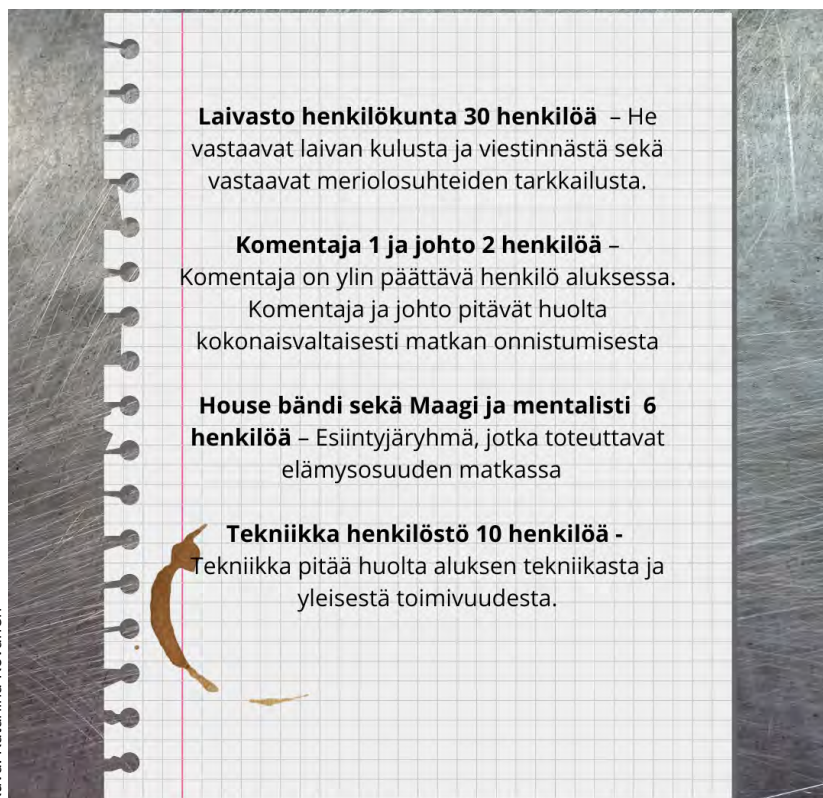 Laivasto henkilökunta 30 henkilöä – He
vastaavat laivan kulusta ja viestinnästä sekä
vastaavat meriolosuhteiden tarkkailusta.
Komentaja 1 ja johto 2 henkilöä –
Komentaja on ylin päättävä henkilö aluksessa.
Komentaja ja johto pitävät huolta
kokonaisvaltaisesti matkan onnistumisesta
House bändi sekä Maagi ja mentalisti 6
henkilöä – Esiintyjäryhmä, jotka toteuttavat
elämysosuuden matkassa
Tekniikka henkilöstö 10 henkilöä -
Tekniikka pitää huolta aluksen tekniikasta ja
yleisestä toimivuudesta.